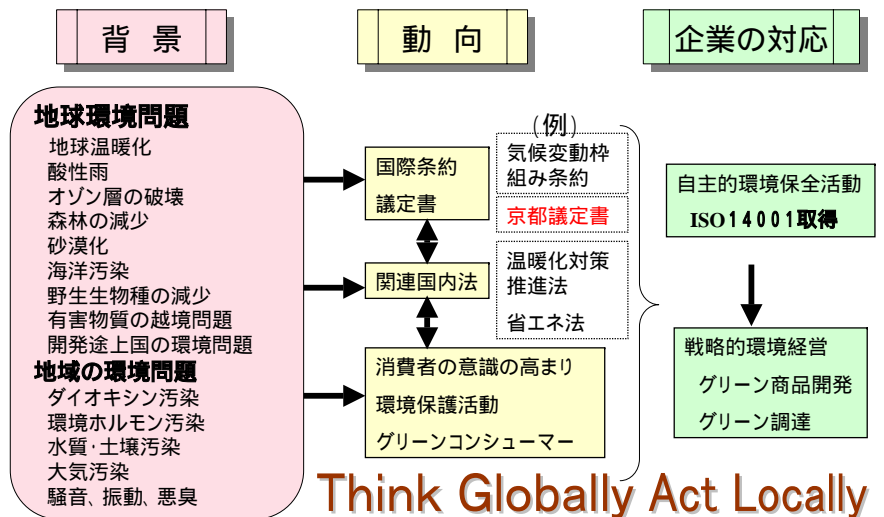 背 景
地球環境問題
地球温暖化
酸性雨
オゾン層の破壊
森林の減少
砂漠化
海洋汚染
野生生物種の減少
有害物質の越境問題
開発途上国の環境問題
地域の環境問題
ダイオキシン汚染
環境ホルモン汚染
水質･土壌汚染
大気汚染
騒音、振動、悪臭
動 向
国際条約
議定書
関連国内法
消費者の意識の高まり
環境保護活動
グリーンコンシューマー
(例)
気候変動枠
組み条約
京都議定書
温暖化対策
推進法
省エネ法
企業の対応
自主的環境保全活動
ISO14001取得
戦略的環境経営
グリーン商品開発
グリーン調達
Think Globally Act Locally